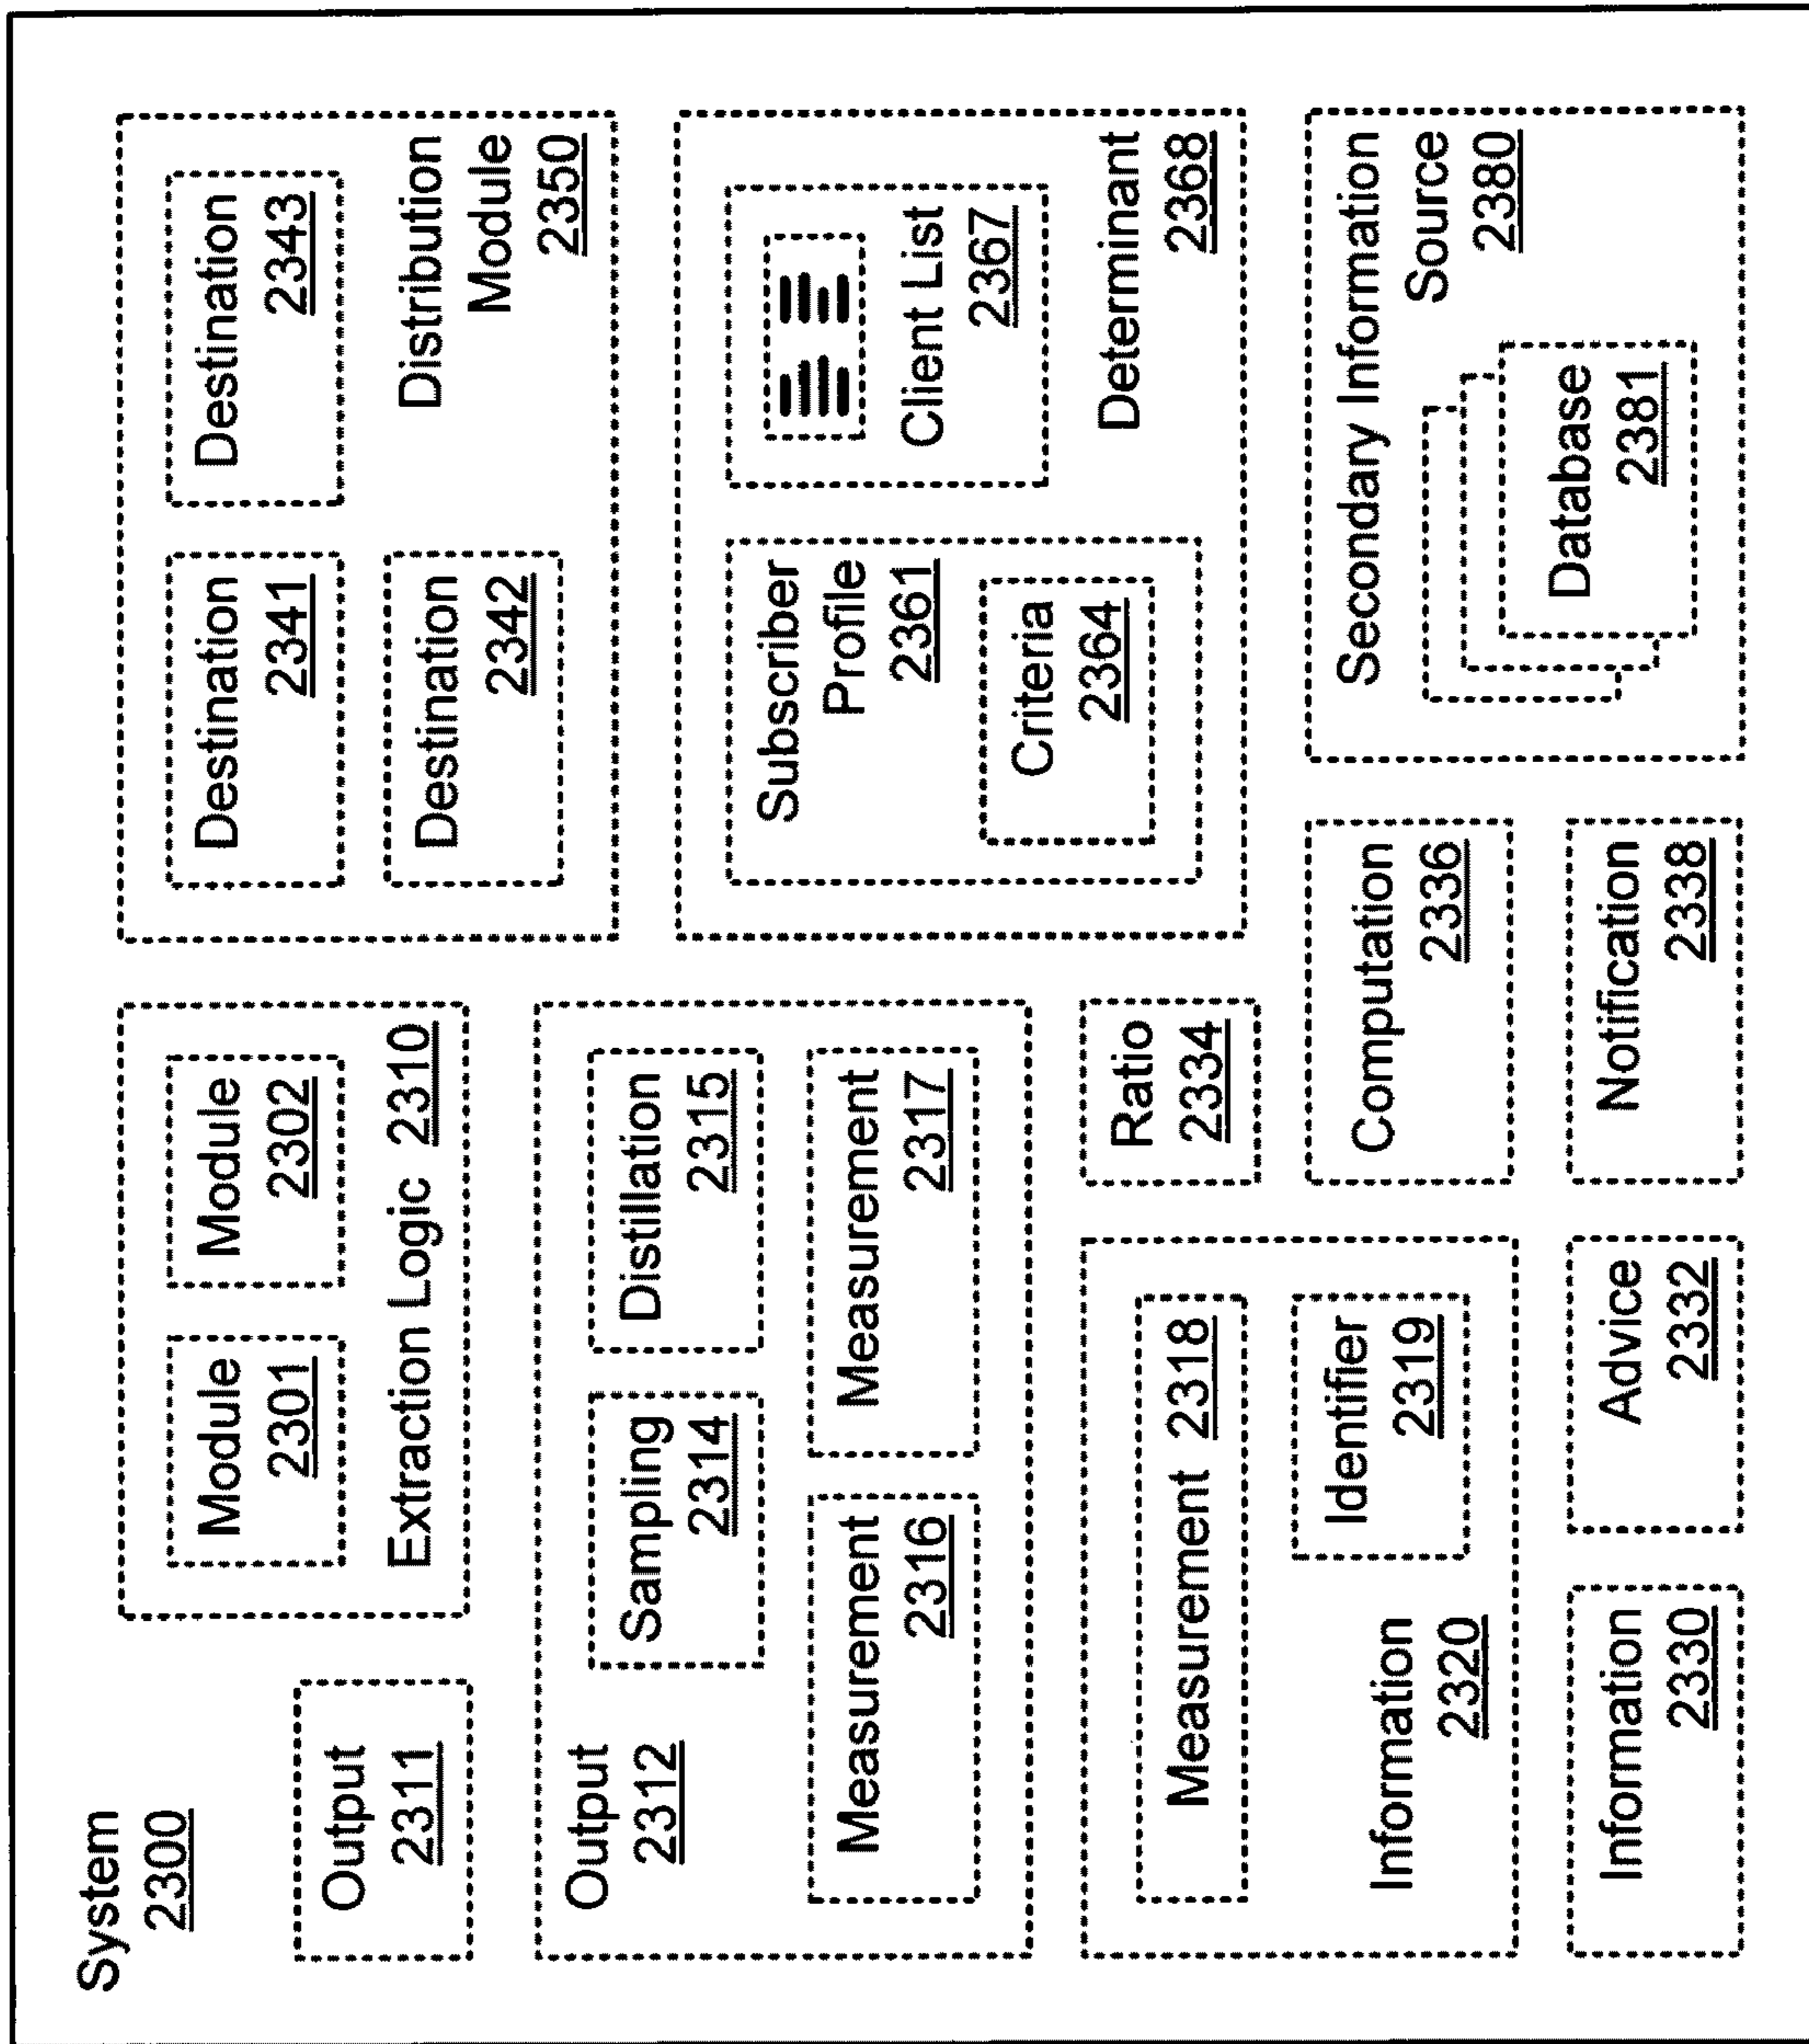 System
2300
Output
2311
Module
2301
Module
2302
Extraction Logic 2310
Output
2312
Sampling
2314
Distillation
2315
Measurement
2316
Measurement
2317
Measurement 2318
Identifier
2319
Information
2320
Ratio
2334
Information
2330
Advice
2332
Computation
2336
Notification
2338
Destination
2341
Destination
2343
Destination
2342
Distribution
Module
2350
Subscriber
Profile
2361
Criteria
2364
Client List
2367
Determinant
2368
Secondary Information
Source
2380
Database
2381